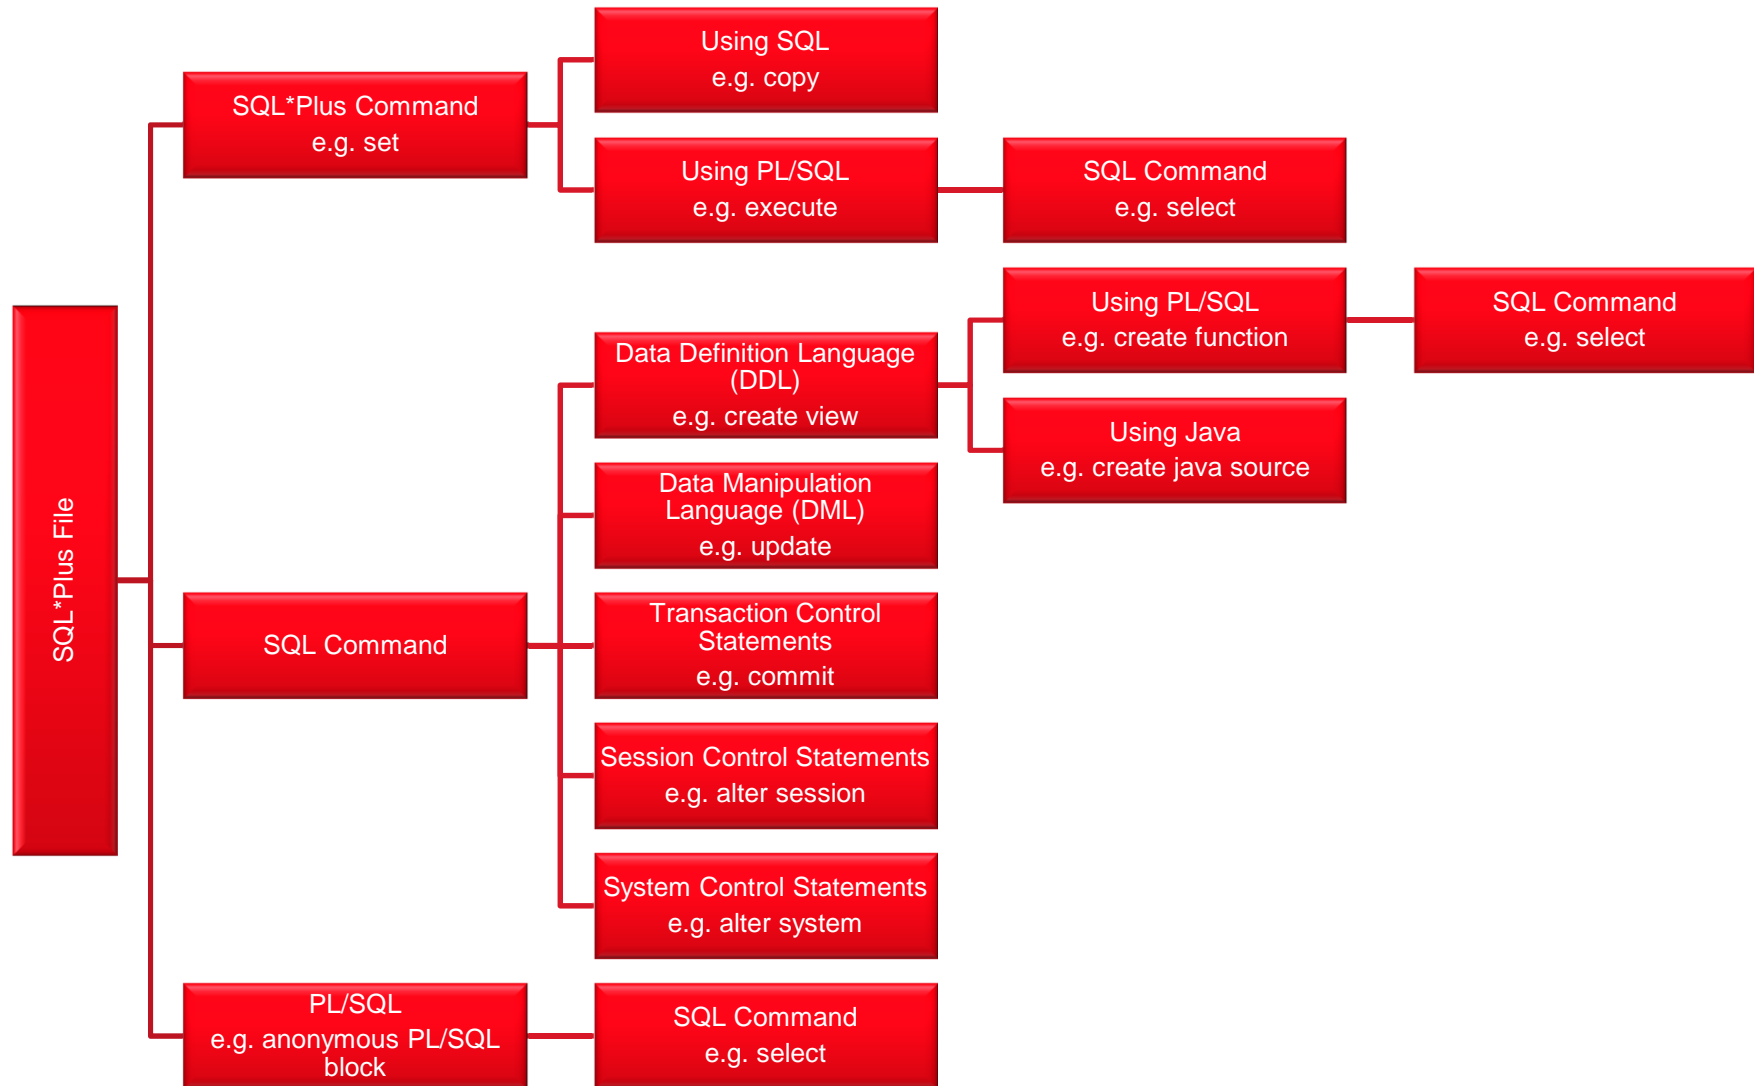 SQL*Plus File
SQL*Plus Command
e.g. set
Using SQL
e.g. copy
Using PL/SQL
e.g. execute
SQL Command
e.g. select
SQL Command
Data Definition Language
(DDL)
e.g. create view
Using PL/SQL
e.g. create function
SQL Command
e.g. select
Using Java
e.g. create java source
Data Manipulation
Language (DML)
e.g. update
Transaction Control
Statements
e.g. commit
Session Control Statements
e.g. alter session
System Control Statements
e.g. alter system
PL/SQL
e.g. anonymous PL/SQL
block
SQL Command
e.g. select